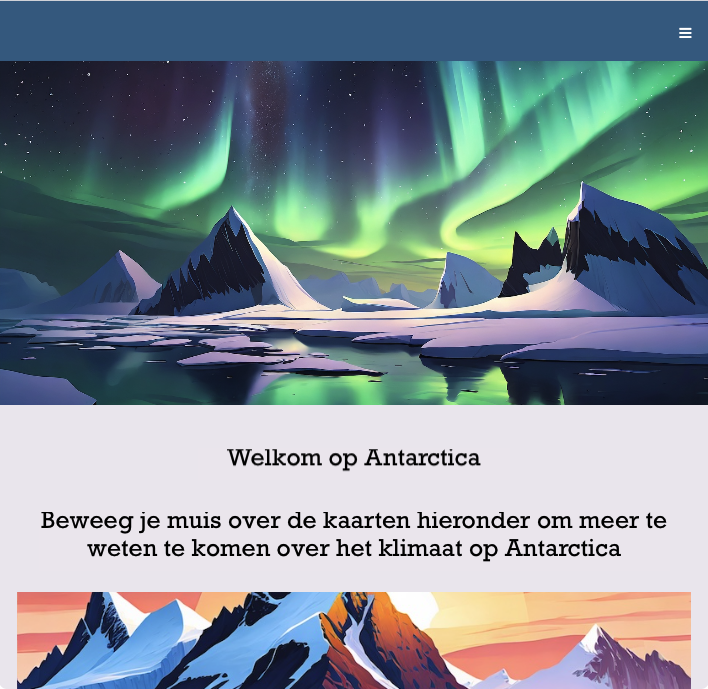 Welkom op Antarctica
Beweeg je muis over de kaarten hieronder om meer te
weten te komen over het klimaat op Antarctica